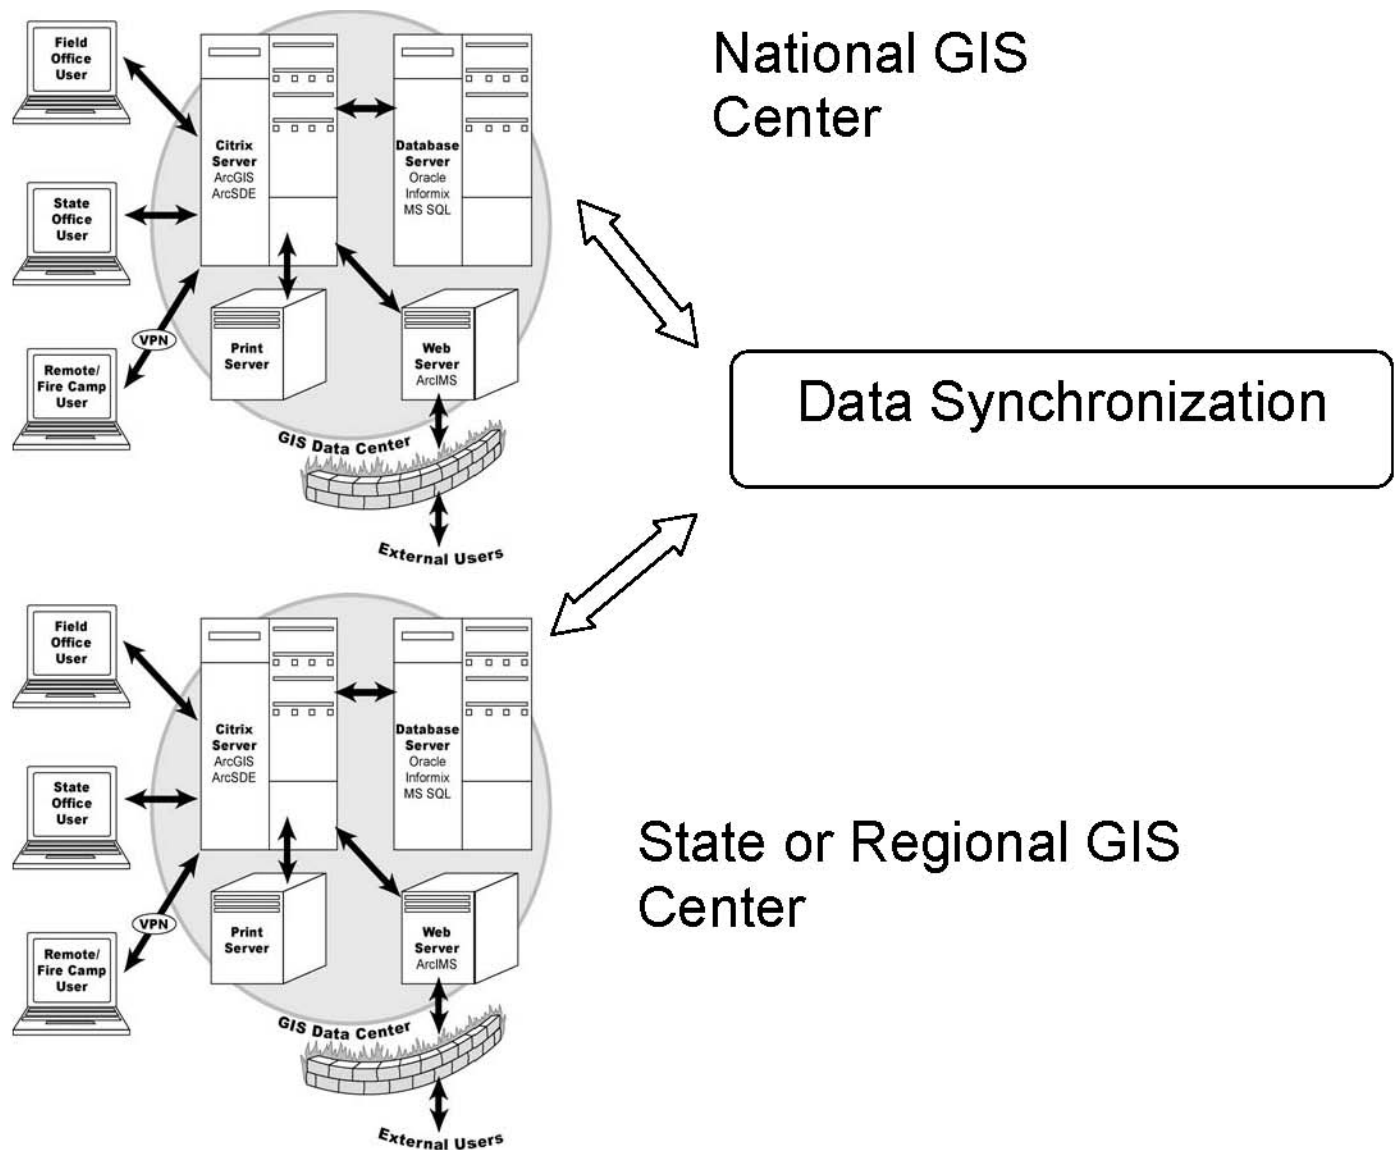 Field
Office
User
State
Office
User
Remote/
Fire Camp
User
VPN
Citrix
Server
ArcGIS
ArcSDE
Database
Server
Oracle
Informix
MS SQL
Print
Server
Web
Server
ArcIMS
GIS Data Center
External Users
National GIS
Center
Data Synchronization
Field
Office
User
State
Office
User
Remote/
Fire Camp
User
VPN
Citrix
Server
ArcGIS
ArcSDE
Database
Server
Oracle
Informix
MS SQL
Print
Server
Web
Server
ArcIMS
GIS Data Center
External Users
State or Regional GIS
Center